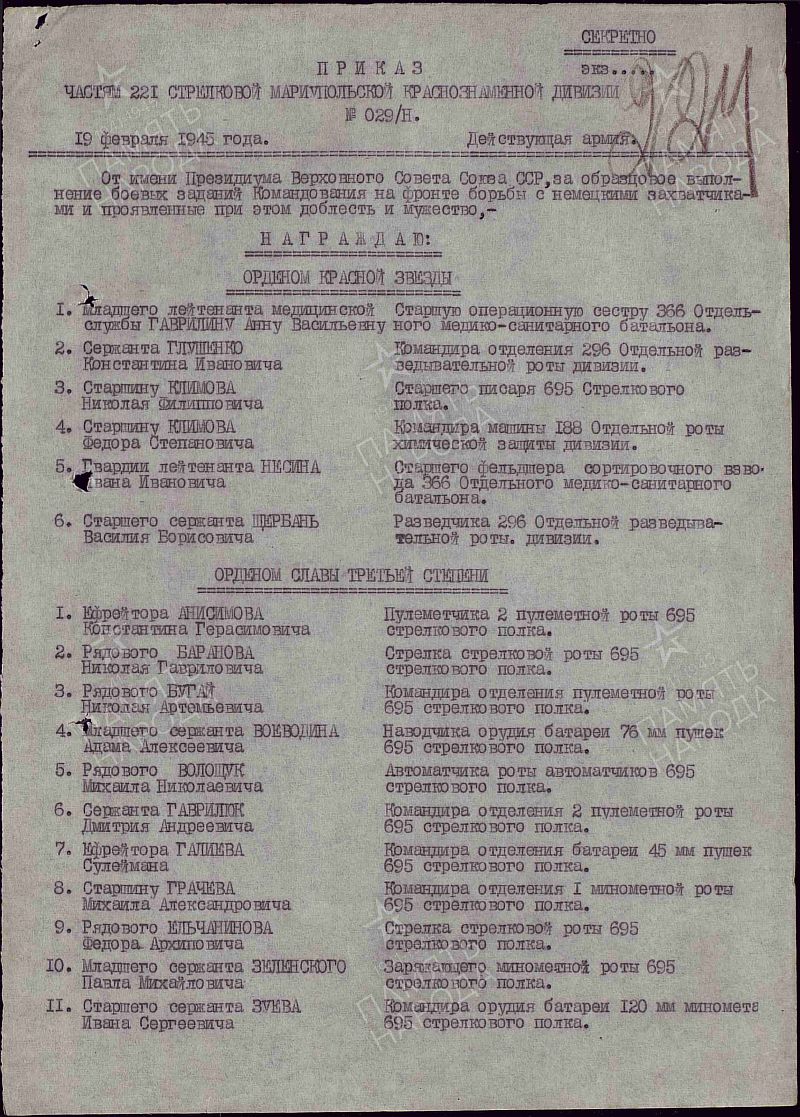 СЕКРЕТНО
экз.....
ПРИКАЗ
ЧАСТЯМ 221 СТРЕЛКОВОЙ МАРИУПОЛЬСКОЙ КРАСНОЗНАМЕННОЙ ДИВИЗИИ
№ 029/Н.
19 февраля 1945 года. Действующая армия.
От имени Президиума Верховного Совета Союза ССР, за образцовое выпол-
нение боевых заданий Командования на фронте борьбы с немецкими захватчика-
ми и проявленные при этом доблесть и мужество,-
НАГРАЖДАЮ:
ОРДЕНОМ КРАСНОЙ ЗВЕЗДЫ
1. Младшего лейтенанта медицинской Старшую операционную сестру 366 Отдель-
службы ГАВРИЛИНУ Анну Васильевну ного медико-санитарного батальона.
2. Сержанта ГЛУШЕНКО Командира отделения 296 Отдельной раз-
Константина Ивановича ведывательной роты дивизии.
3. Старшину КЛИМОВА Старшего писаря 695 Стрелкового
Николая Филипповича полка.
4. Старшину КЛИМОВА Командира машины 188 Отдельной роты
Федора Степановича химической защиты дивизии.
5. Гвардии лейтенанта НЕСИНА Старшего фельдшера сортировочного взво-
Ивана Ивановича да 366 Отдельного медико-санитарного
батальона.
6. Старшего сержанта ЩЕРБАНЬ Разведчика 296 Отдельной разведыва-
Василия Борисовича тельной роты. дивизии.
ОРДЕНОМ СЛАВЫ ТРЕТЬЕЙ СТЕПЕНИ
1. Ефрейтора АНИСИМОВА Пулеметчика 2 пулеметной роты 695
Константина Герасимовича стрелкового полка.
2. Рядового БАРАНОВА Стрелка стрелковой роты 695
Николая Гавриловича стрелкового полка.
3. Рядового БУГАЙ Командира отделения пулеметной роты
Николая Артемьевича 695 стрелкового полка.
4. Младшего сержанта ВОЕВОДИНА Наводчика орудия батареи 76 мм пушек
Адама Алексеевича 695 стрелкового полка.
5. Рядового ВОЛОЩУК Автоматчика роты автоматчиков 695
Михаила Николаевича стрелкового полка.
6. Сержанта ГАВРИЛЮК Командира отделения 2 пулеметной роты
Дмитрия Андреевича 695 стрелкового полка.
7. Ефрейтора ГАЛИЕВА Командира отделения батареи 45 мм пушек
Сулеймана 695 стрелкового полка.
8. Старшину ГРАЧЕВА Командира отделения 1 минометной роты
Михаила Александровича 695 стрелкового полка.
9. Рядового ЕЛЬЧАНИНОВА Стрелка стрелковой роты 695
Федора Архиповича стрелкового полка.
10. Младшего сержанта ЗЕЛЕНСКОГО Заряжающего минометной роты 695
Павла Михайловича стрелкового полка.
11. Старшего сержанта ЗУЕВА Командира орудия батареи 120 мм миномета
Ивана Сергеевича 695 стрелкового полка.
ПАМЯТЬ НАРОДА